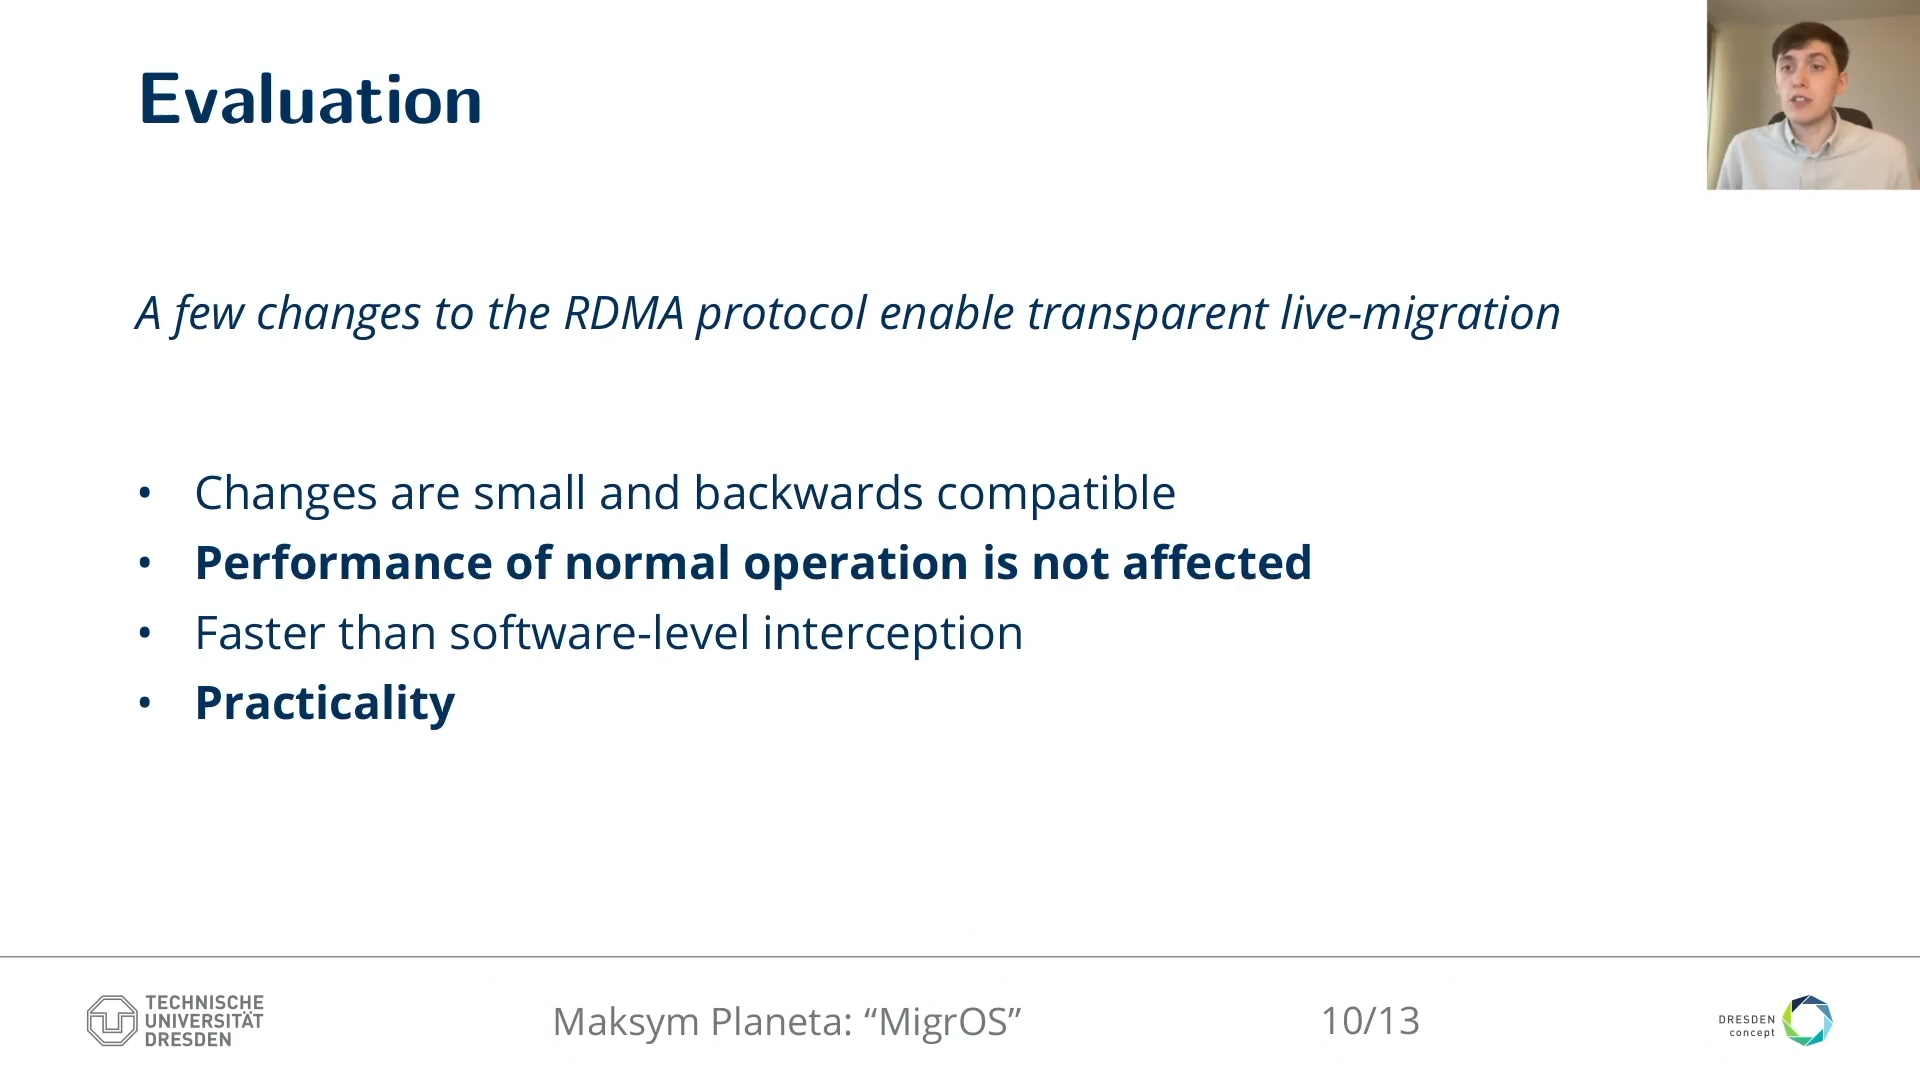 Evaluation
A few changes to the RDMA protocol enable transparent live-migration
• Changes are small and backwards compatible
• Performance of normal operation is not affected
• Faster than software-level interception
• Practicality
TECHNISCHE
UNIVERSITÄT
DRESDEN
Maksym Planeta: “MigrOS”
10/13
DRESDEN
concept